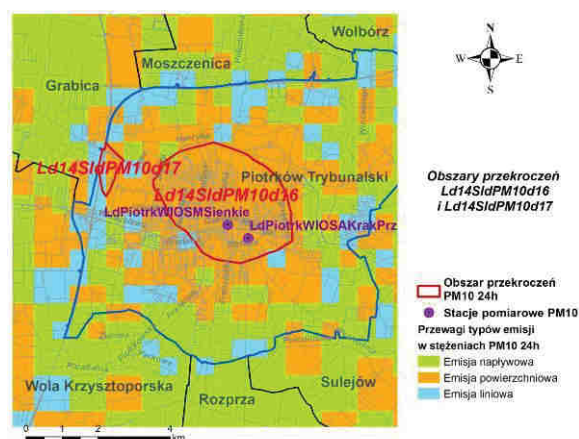 Wolbórz
Moszczenica
Grabica
Ld14SldPM10d17
Ld14SldPM10d16
Piotrków Trybunalski
LdPiotrkWIOSMSienkie
LdPiotrkWIOSAKrakPrz
Wola Krzysztoporska
Rozprza
Sulejów
0 1 2 4
km
N
W E
S
Obszary przekroczeń
Ld14SldPM10d16
i Ld14SldPM10d17
Obszar przekroczeń
PM10 24h
Stacje pomiarowe PM10
Przewagi typów emisji
w stężeniach PM10 24h
Emisja napływowa
Emisja powierzchniowa
Emisja liniowa